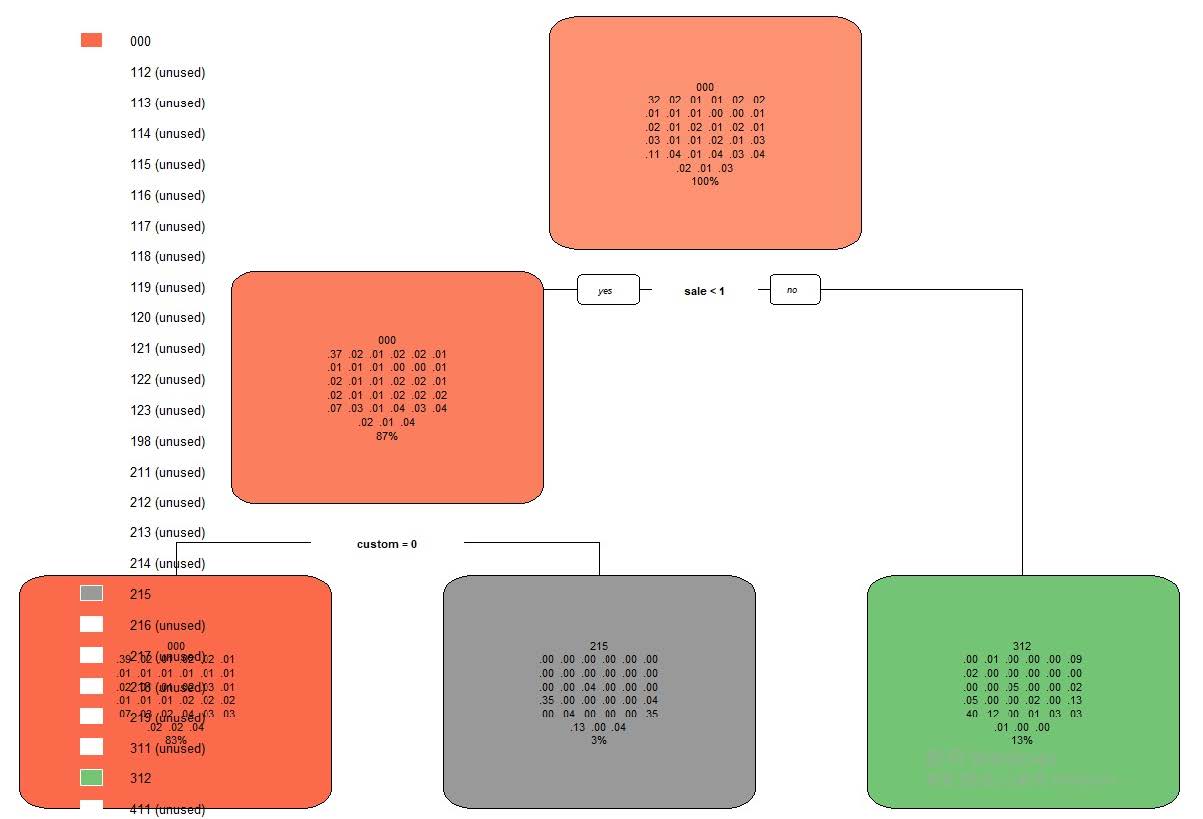 000
112 (unused)
113 (unused)
114 (unused)
115 (unused)
116 (unused)
117 (unused)
118 (unused)
119 (unused)
120 (unused)
121 (unused)
122 (unused)
123 (unused)
198 (unused)
211 (unused)
212 (unused)
213 (unused)
214 (unused)
215
216 (unused)
217 (unused)
218 (unused)
219 (unused)
311 (unused)
312
411 (unused)
000
.32 .02 .01 .01 .02 .02
.01 .01 .01 .00 .00 .01
.02 .01 .02 .01 .02 .01
.03 .01 .01 .02 .01 .03
.11 .04 .01 .04 .03 .04
.02 .01 .03
100%
yes
sale < 1
no
000
.37 .02 .01 .02 .02 .01
.01 .01 .01 .00 .00 .01
.02 .01 .01 .02 .02 .01
.02 .01 .01 .02 .02 .02
.07 .03 .01 .04 .03 .04
.02 .01 .04
87%
custom = 0
000
.39 .02 .01 .02 .02 .01
.01 .01 .01 .01 .01 .01
.01 .01 .01 .02 .02 .02
.07 .03 .02 .04 .03 .03
.02 .02 .04
83%
215
.00 .00 .00 .00 .00 .00
.00 .00 .00 .00 .00 .00
.00 .00 .04 .00 .00 .00
.35 .00 .00 .00 .00 .04
.00 .04 .00 .00 .00 .35
.13 .00 .04
3%
312
.00 .01 .00 .00 .00 .09
.02 .00 .00 .00 .00 .00
.00 .00 .05 .00 .00 .02
.05 .00 .00 .02 .00 .13
.40 .12 .00 .01 .03 .03
.01 .00 .00
13%